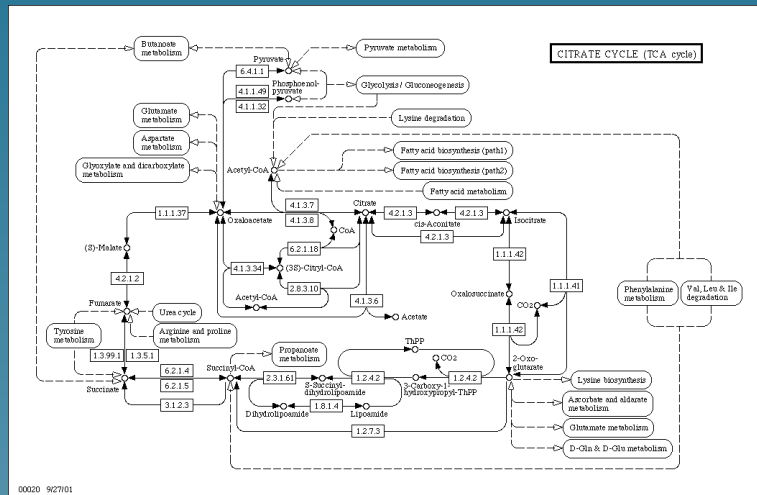 Butanoate
metabolism
Pyruvate
Pyruvate metabolism
CITRATE CYCLE (TCA cycle)
6.4.1.1
Phosphoenol-
pyruvate
4.1.1.49
4.1.1.32
Glycolysis / Gluconeogenesis
Glutamate
metabolism
Lysine degradation
Aspartate
metabolism
Fatty acid biosynthesis (path1)
Glyoxylate and dicarboxylate
metabolism
Acetyl-CoA
Fatty acid biosynthesis (path2)
Fatty acid metabolism
1.1.1.37
Oxaloacetate
4.1.3.7
4.1.3.8
Citrate
4.2.1.3
cis-Aconitate
4.2.1.3
Isocitrate
4.2.1.3
CoA
(S)-Malate
6.2.1.18
1.1.1.42
4.1.3.34
(3S)-Citryl-CoA
4.2.1.2
2.8.3.10
Oxalosuccinate
1.1.1.41
Phenylalanine
metabolism
Val, Leu & Ile
degradation
Acetyl-CoA
4.1.3.6
CO2
Fumarate
Urea cycle
Acetate
Tyrosine
metabolism
Arginine and proline
metabolism
1.1.1.42
1.3.99.1
1.3.5.1
Propanoate
metabolism
ThPP
CO2
2-Oxo-
glutarate
6.2.1.4
6.2.1.5
Succinyl-CoA
2.3.1.61
S-Succinyl-
dihydrolipoamide
1.2.4.2
3-Carboxy-1-
hydroxypropyl-ThPP
1.2.4.2
Lysine biosynthesis
Succinate
3.1.2.3
Dihydrolipoamide
1.8.1.4
Lipoamide
Ascorbate and aldarate
metabolism
1.2.7.3
Glutamate metabolism
D-Gln & D-Glu metabolism
00020 9/27/01